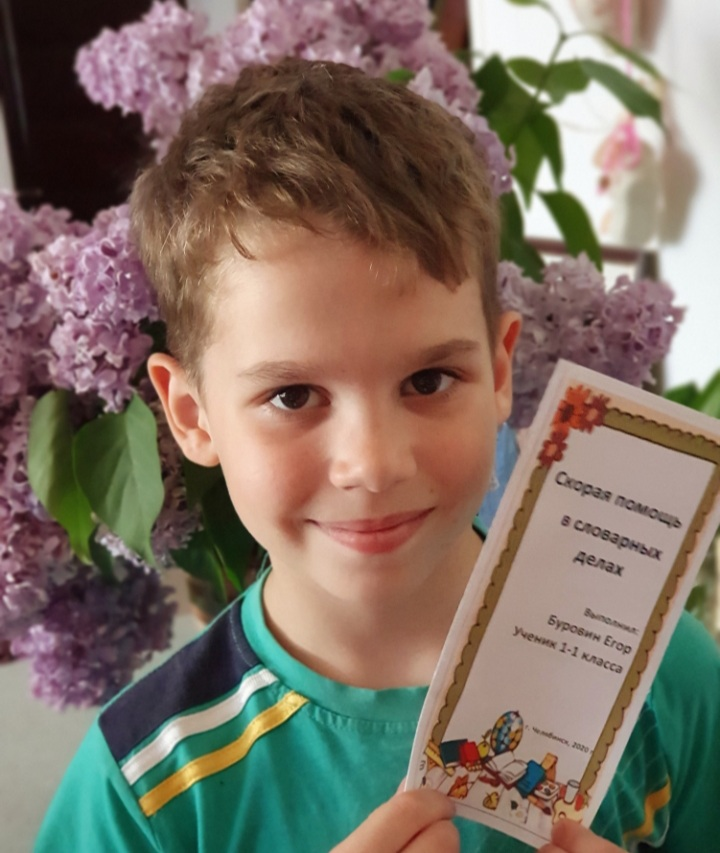 Скорая помощь
в словарных
делах
Выполнил:
Буровин Егор
Ученик 1-1 класса
г. Челябинск, 2020 г